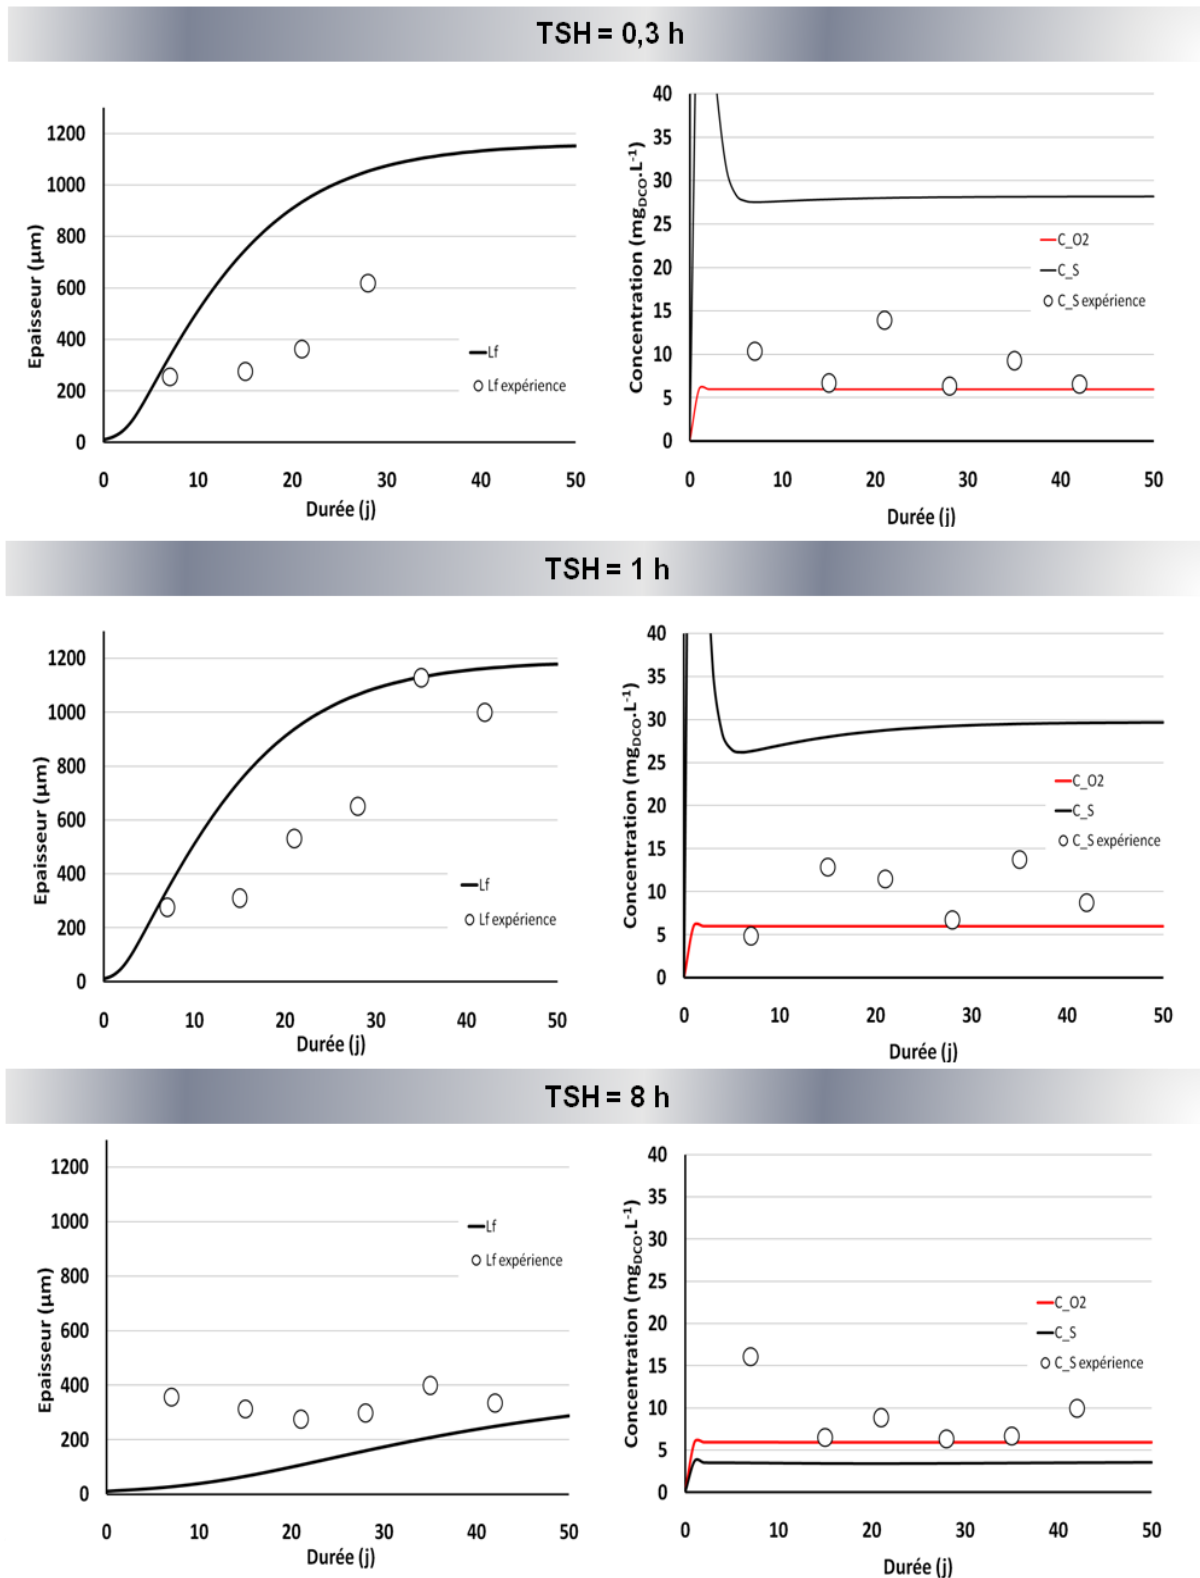 TSH = 0,3 h
Epaisseur (µm)
1200
1000
800
600
400
200
0
0 10 20 30 40 50
Durée (j)
Lf
Lf expérience
Concentration (mgDCO.L-1)
40
35
30
25
20
15
10
5
0
0 10 20 30 40 50
Durée (j)
C_O2
C_S
C_S expérience
TSH = 1 h
Epaisseur (µm)
1200
1000
800
600
400
200
0
0 10 20 30 40 50
Durée (j)
Lf
Lf expérience
Concentration (mgDCO.L-1)
40
35
30
25
20
15
10
5
0
0 10 20 30 40 50
Durée (j)
C_O2
C_S
C_S expérience
TSH = 8 h
Epaisseur (µm)
1200
1000
800
600
400
200
0
0 10 20 30 40 50
Durée (j)
Lf
Lf expérience
Concentration (mgDCO.L-1)
40
35
30
25
20
15
10
5
0
0 10 20 30 40 50
Durée (j)
C_O2
C_S
C_S expérience